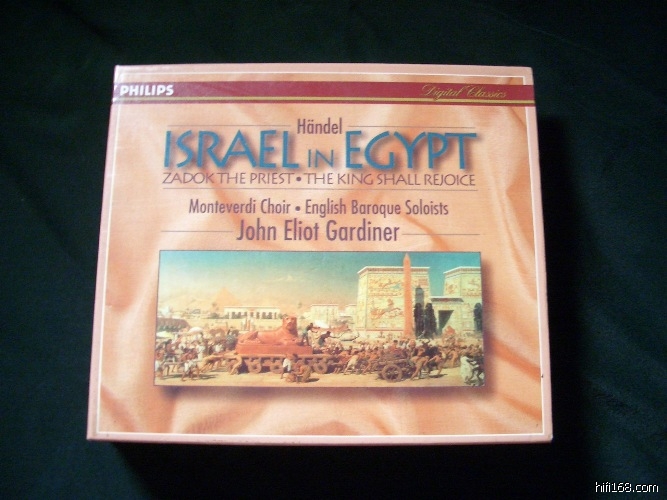 PHILIPS
Digital Classics
Händel
ISRAEL IN EGYPT
ZADOK THE PRIEST • THE KING SHALL REJOICE
Monteverdi Choir • English Baroque Soloists
John Eliot Gardiner
hifi168.com